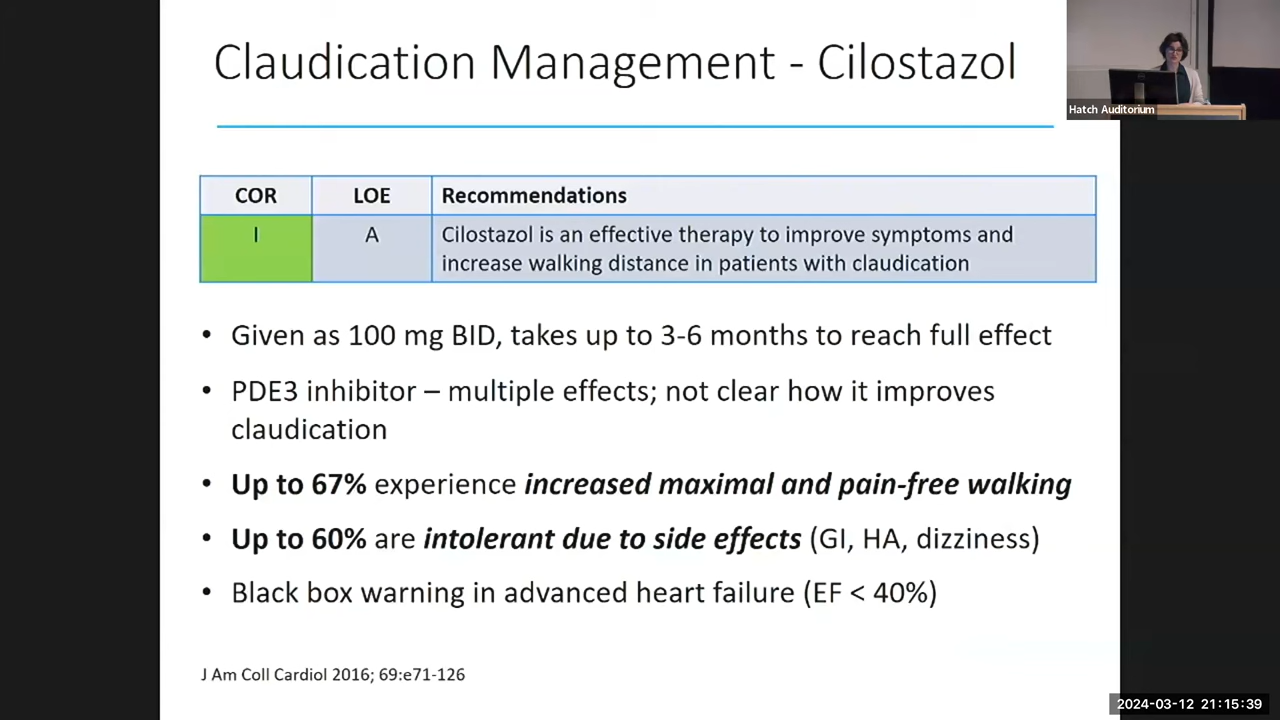 Claudication Management - Cilostazol
Hatch Auditorium
COR LOE Recommendations
I A Cilostazol is an effective therapy to improve symptoms and
increase walking distance in patients with claudication
• Given as 100 mg BID, takes up to 3-6 months to reach full effect
• PDE3 inhibitor – multiple effects; not clear how it improves
claudication
• Up to 67% experience increased maximal and pain-free walking
• Up to 60% are intolerant due to side effects (GI, HA, dizziness)
• Black box warning in advanced heart failure (EF < 40%)
J Am Coll Cardiol 2016; 69:e71-126
2024-03-12 21:15:39